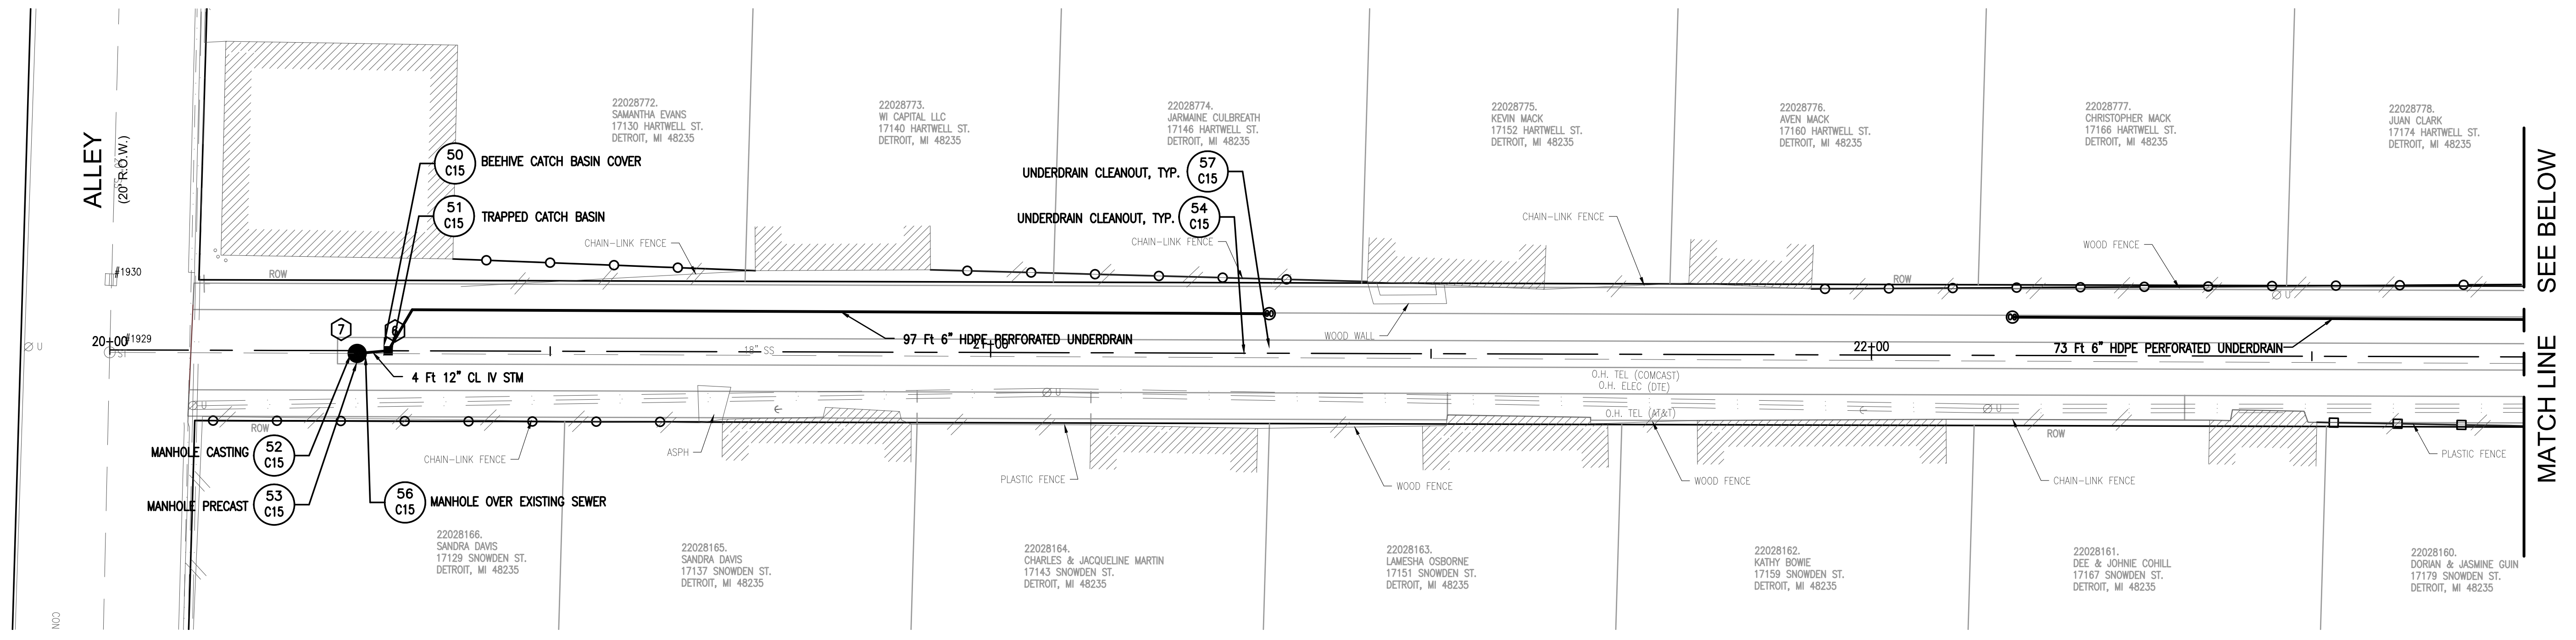 22028772.
SAMANTHA EVANS
17130 HARTWELL ST.
DETROIT, MI 48235
22028773.
WI CAPITAL LLC
17140 HARTWELL ST.
DETROIT, MI 48235
22028774.
JARMAINE CULBREATH
17146 HARTWELL ST.
DETROIT, MI 48235
22028775.
KEVIN MACK
17152 HARTWELL ST.
DETROIT, MI 48235
22028776.
AVEN MACK
17160 HARTWELL ST.
DETROIT, MI 48235
22028777.
CHRISTOPHER MACK
17166 HARTWELL ST.
DETROIT, MI 48235
22028778.
JUAN CLARK
17174 HARTWELL ST.
DETROIT, MI 48235
ALLEY
(20' R.O.W.)
50
C15
BEEHIVE CATCH BASIN COVER
51
C15
TRAPPED CATCH BASIN
UNDERDRAIN CLEANOUT, TYP.
57
C15
UNDERDRAIN CLEANOUT, TYP.
54
C15
CHAIN-LINK FENCE
CHAIN-LINK FENCE
CHAIN-LINK FENCE
WOOD FENCE
SEE BELOW
MATCH LINE
#1930
ROW
ROW
Ø U
WOOD WALL
7
6
20+00
#1929
ST
Ø U
18" SS
97 Ft 6" HDPE PERFORATED UNDERDRAIN
21+00
22+00
73 Ft 6" HDPE PERFORATED UNDERDRAIN
CO
CO
4 Ft 12" CL IV STM
O.H. TEL (COMCAST)
O.H. ELEC (DTE)
O.H. TEL (AT&T)
Ø U
Ø U
Ø U
ROW
ROW
MANHOLE CASTING
52
C15
CHAIN-LINK FENCE
ASPH
PLASTIC FENCE
WOOD FENCE
WOOD FENCE
CHAIN-LINK FENCE
PLASTIC FENCE
MANHOLE PRECAST
53
C15
56
C15
MANHOLE OVER EXISTING SEWER
22028166.
SANDRA DAVIS
17129 SNOWDEN ST.
DETROIT, MI 48235
22028165.
SANDRA DAVIS
17137 SNOWDEN ST.
DETROIT, MI 48235
22028164.
CHARLES & JACQUELINE MARTIN
17143 SNOWDEN ST.
DETROIT, MI 48235
22028163.
LAMESHA OSBORNE
17151 SNOWDEN ST.
DETROIT, MI 48235
22028162.
KATHY BOWIE
17159 SNOWDEN ST.
DETROIT, MI 48235
22028161.
DEE & JOHNIE COHILL
17167 SNOWDEN ST.
DETROIT, MI 48235
22028160.
DORIAN & JASMINE GUIN
17179 SNOWDEN ST.
DETROIT, MI 48235
CON